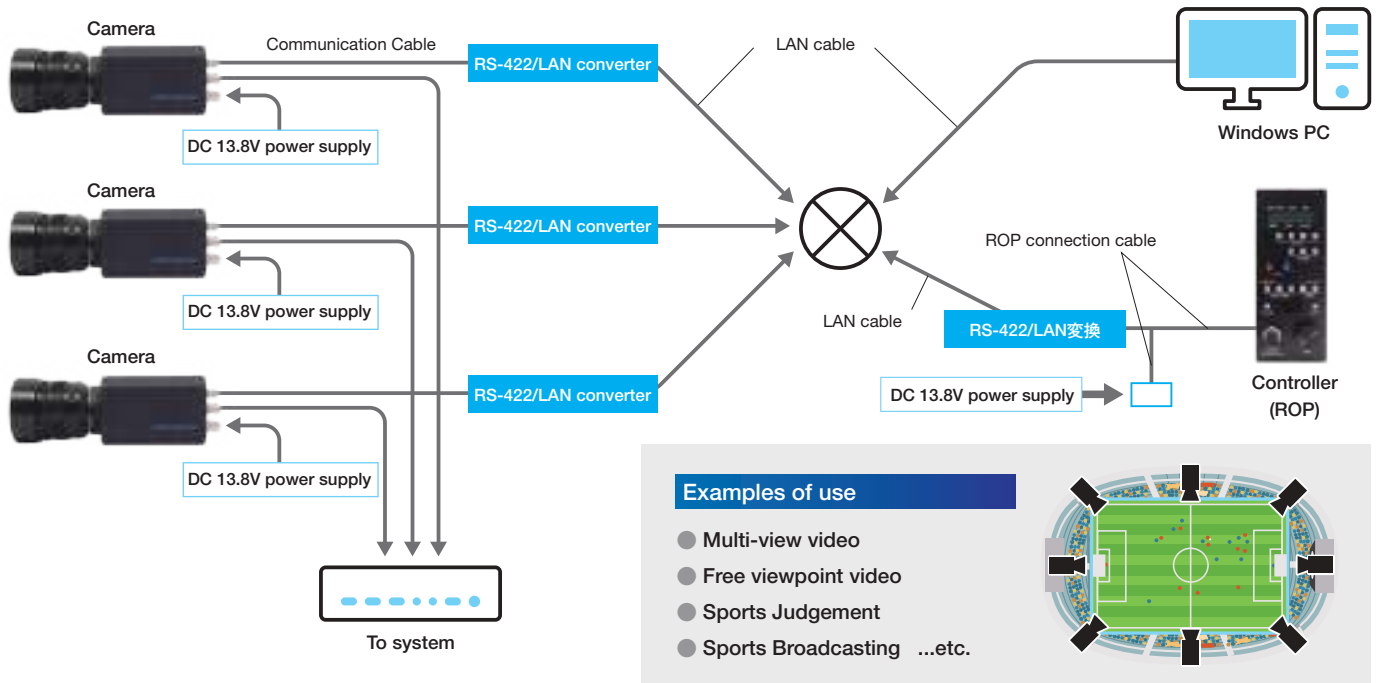 Camera
Communication Cable
RS-422/LAN converter
LAN cable
DC 13.8V power supply
Windows PC
Camera
RS-422/LAN converter
ROP connection cable
DC 13.8V power supply
LAN cable
RS-422/LAN変換
Camera
RS-422/LAN converter
DC 13.8V power supply
Controller
(ROP)
DC 13.8V power supply
To system
Examples of use
Multi-view video
Free viewpoint video
Sports Judgement
Sports Broadcasting ...etc.